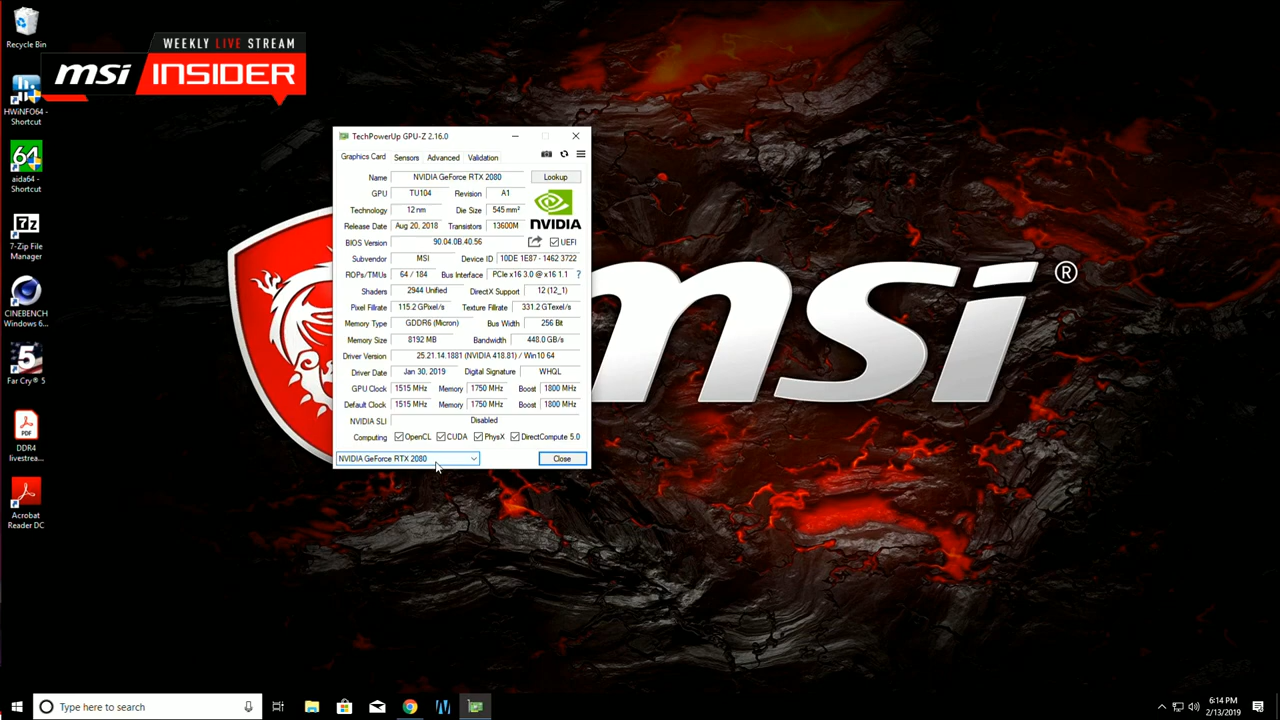 Recycle Bin
WEEKLY LIVE STREAM
msi INSIDER
HWiNFO64 -
Shortcut
64
aida64 -
Shortcut
7z
7-Zip File
Manager
CINEBENCH
Windows 6...
5
Far Cry® 5
PDF
DDR4
livestrea...
Acrobat
Reader DC
TechPowerUp GPU-Z 2.16.0
Graphics Card Sensors Advanced Validation
Name NVIDIA GeForce RTX 2080 Lookup
GPU TU104 Revision A1
Technology 12 nm Die Size 545 mm²
NVIDIA
Release Date Aug 20, 2018 Transistors 13600M
BIOS Version 90.04.0B.40.56 UEFI
Subvendor MSI Device ID 10DE 1E87 - 1462 3722
ROPs/TMUs 64 / 184 Bus Interface PCIe x16 3.0 @ x16 1.1 ?
Shaders 2944 Unified DirectX Support 12 (12_1)
Pixel Fillrate 115.2 GPixel/s Texture Fillrate 331.2 GTexel/s
Memory Type GDDR6 (Micron) Bus Width 256 Bit
Memory Size 8192 MB Bandwidth 448.0 GB/s
Driver Version 25.21.14.1881 (NVIDIA 418.81) / Win10 64
Driver Date Jan 30, 2019 Digital Signature WHQL
GPU Clock 1515 MHz Memory 1750 MHz Boost 1800 MHz
Default Clock 1515 MHz Memory 1750 MHz Boost 1800 MHz
NVIDIA SLI Disabled
Computing OpenCL CUDA PhysX DirectCompute 5.0
NVIDIA GeForce RTX 2080 Close
msi ®
Type here to search
6:14 PM
2/13/2019